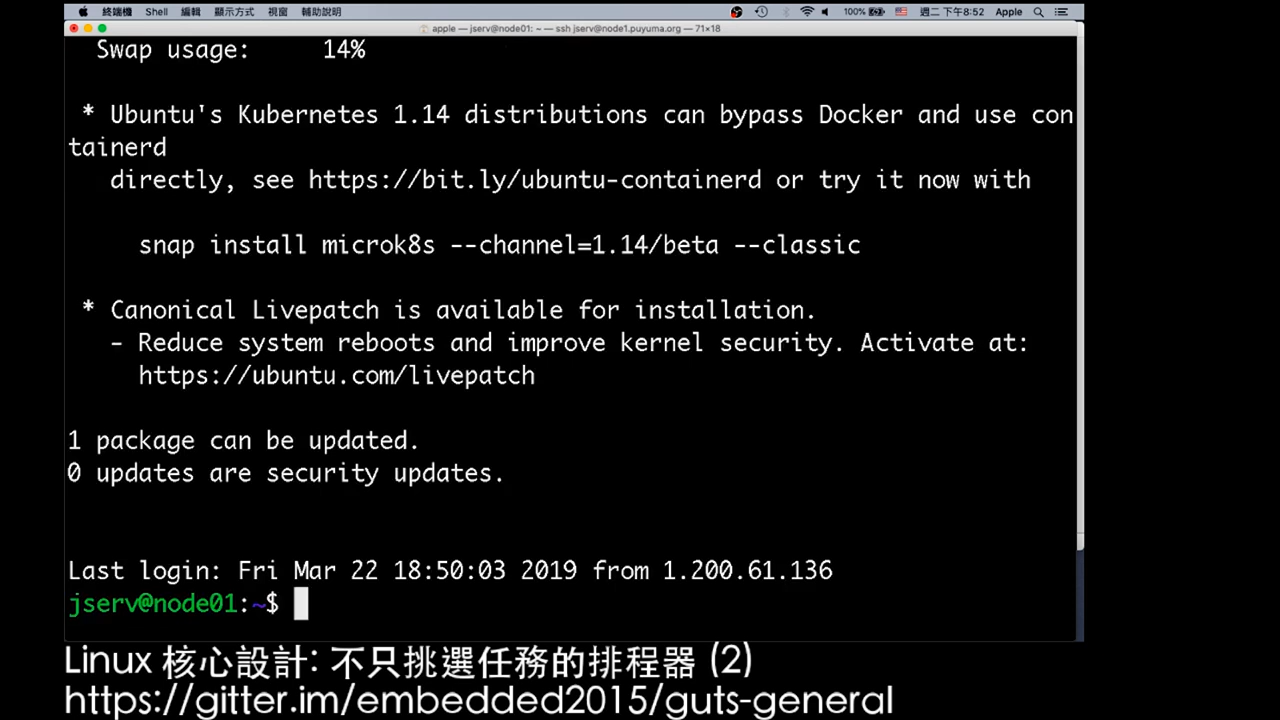 終端機 Shell 編輯 顯示方式 視窗 輔助說明 100% 週二 下午8:52 Apple
apple — jserv@node01: ~ — ssh jserv@node1.puyuma.org — 71×18
Swap usage: 14%
* Ubuntu's Kubernetes 1.14 distributions can bypass Docker and use con
tainerd
directly, see https://bit.ly/ubuntu-containerd or try it now with
snap install microk8s --channel=1.14/beta --classic
* Canonical Livepatch is available for installation.
- Reduce system reboots and improve kernel security. Activate at:
https://ubuntu.com/livepatch
1 package can be updated.
0 updates are security updates.
Last login: Fri Mar 22 18:50:03 2019 from 1.200.61.136
jserv@node01:~$
Linux 核心設計: 不只挑選任務的排程器 (2)
https://gitter.im/embedded2015/guts-general